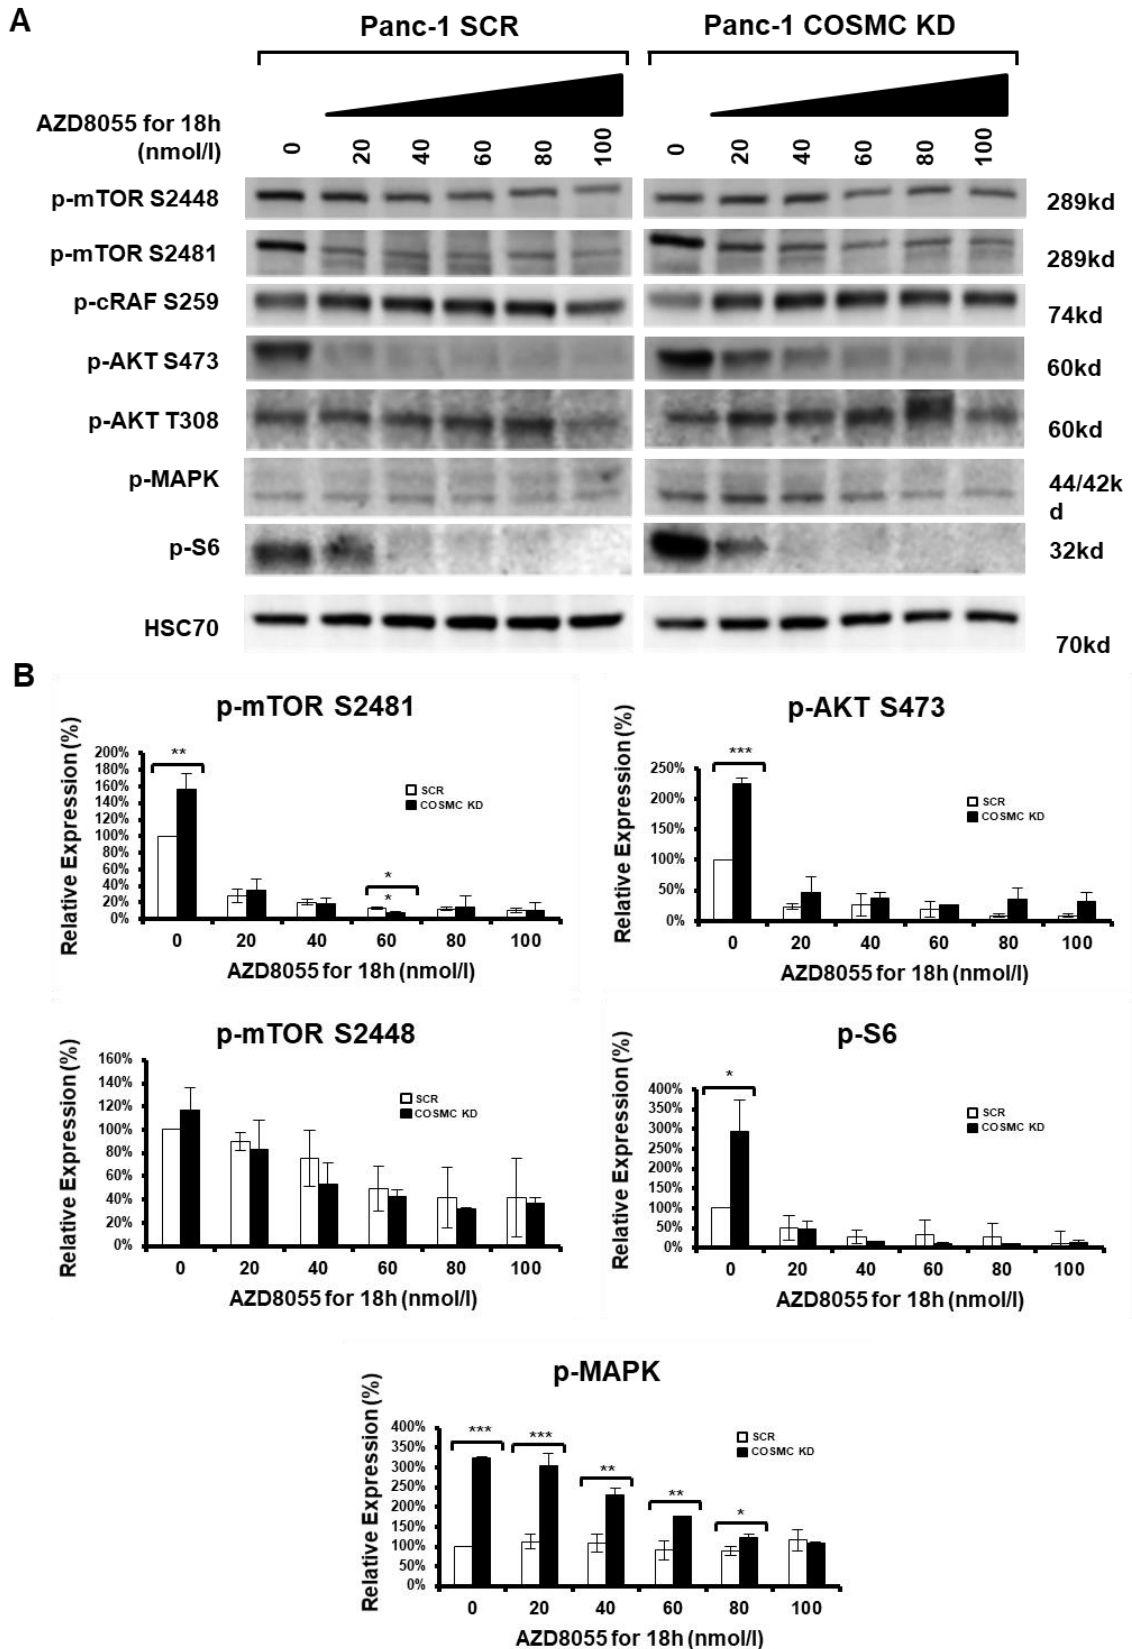 A
Panc-1 SCR
Panc-1 COSMC KD
AZD8055 for 18h
(nmol/l)
0 20 40 60 80 100
0 20 40 60 80 100
p-mTOR S2448
289kd
p-mTOR S2481
289kd
p-cRAF S259
74kd
p-AKT S473
60kd
p-AKT T308
60kd
p-MAPK
44/42k
d
p-S6
32kd
HSC70
70kd
B
p-mTOR S2481
Relative Expression (%)
200%
180%
160%
140%
120%
100%
80%
60%
40%
20%
0%
**
*
*
SCR
COSMC KD
0 20 40 60 80 100
AZD8055 for 18h (nmol/l)
p-AKT S473
Relative Expression (%)
250%
200%
150%
100%
50%
0%
***
SCR
COSMC KD
0 20 40 60 80 100
AZD8055 for 18h (nmol/l)
p-mTOR S2448
Relative Expression (%)
160%
140%
120%
100%
80%
60%
40%
20%
0%
SCR
COSMC KD
0 20 40 60 80 100
AZD8055 for 18h (nmol/l)
p-S6
Relative Expression (%)
400%
350%
300%
250%
200%
150%
100%
50%
0%
*
SCR
COSMC KD
0 20 40 60 80 100
AZD8055 for 18h (nmol/l)
p-MAPK
Relative Expression (%)
400%
350%
300%
250%
200%
150%
100%
50%
0%
***
***
**
**
*
SCR
COSMC KD
0 20 40 60 80 100
AZD8055 for 18h (nmol/l)